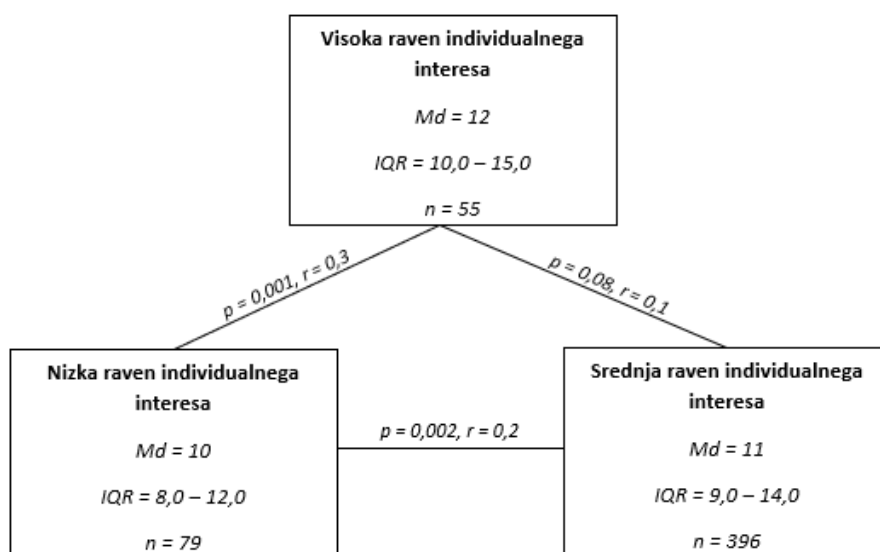 Visoka raven individualnega
interesa
Md = 12
IQR = 10,0 – 15,0
n = 55
p = 0,001, r = 0,3
p = 0,08, r = 0,1
Nizka raven individualnega
interesa
Md = 10
IQR = 8,0 – 12,0
n = 79
p = 0,002, r = 0,2
Srednja raven individualnega
interesa
Md = 11
IQR = 9,0 – 14,0
n = 396